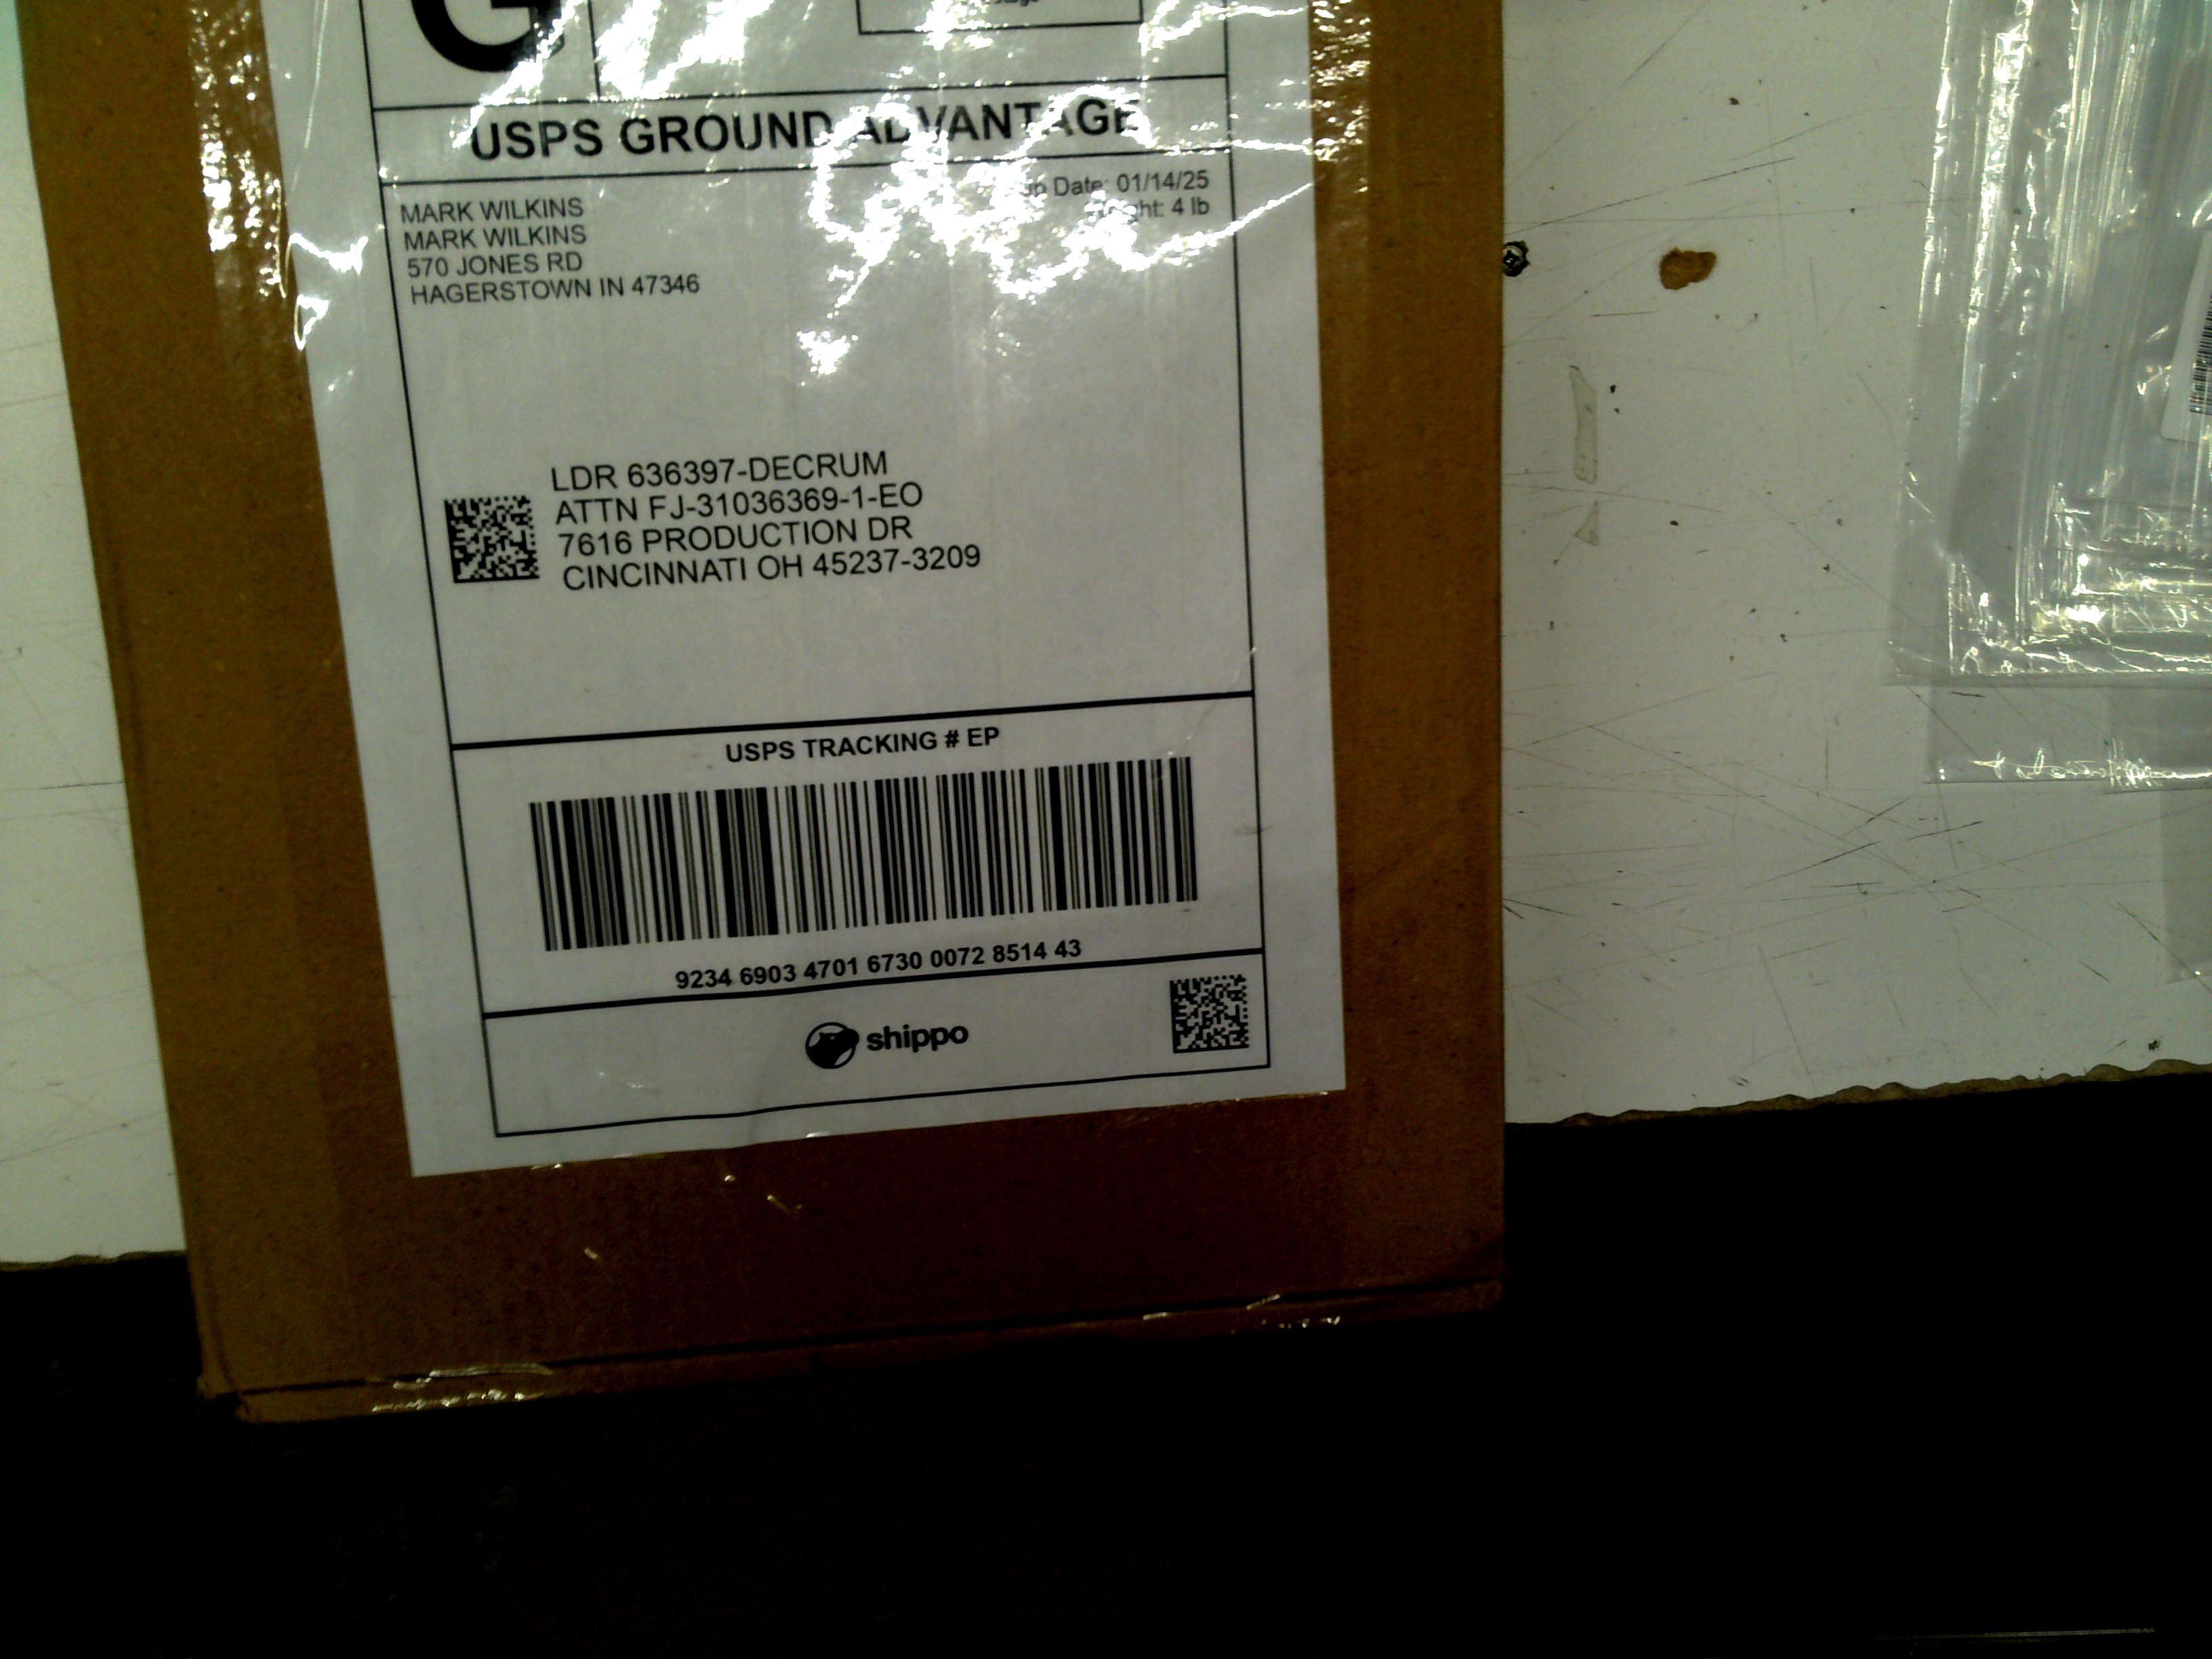 G
USPS GROUND ADVANTAGE
Date: 01/14/25
4 lb
MARK WILKINS
MARK WILKINS
570 JONES RD
HAGERSTOWN IN 47346
LDR 636397-DECRUM
ATTN FJ-31036369-1-EO
7616 PRODUCTION DR
CINCINNATI OH 45237-3209
USPS TRACKING # EP
9234 6903 4701 6730 0072 8514 43
shippo